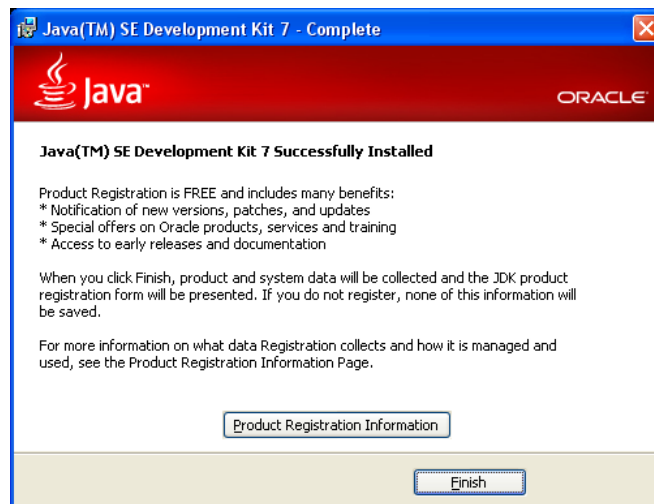 Java(TM) SE Development Kit 7 - Complete
Java™
ORACLE®
Java(TM) SE Development Kit 7 Successfully Installed
Product Registration is FREE and includes many benefits:
* Notification of new versions, patches, and updates
* Special offers on Oracle products, services and training
* Access to early releases and documentation
When you click Finish, product and system data will be collected and the JDK product
registration form will be presented. If you do not register, none of this information will
be saved.
For more information on what data Registration collects and how it is managed and
used, see the Product Registration Information Page.
Product Registration Information
Finish